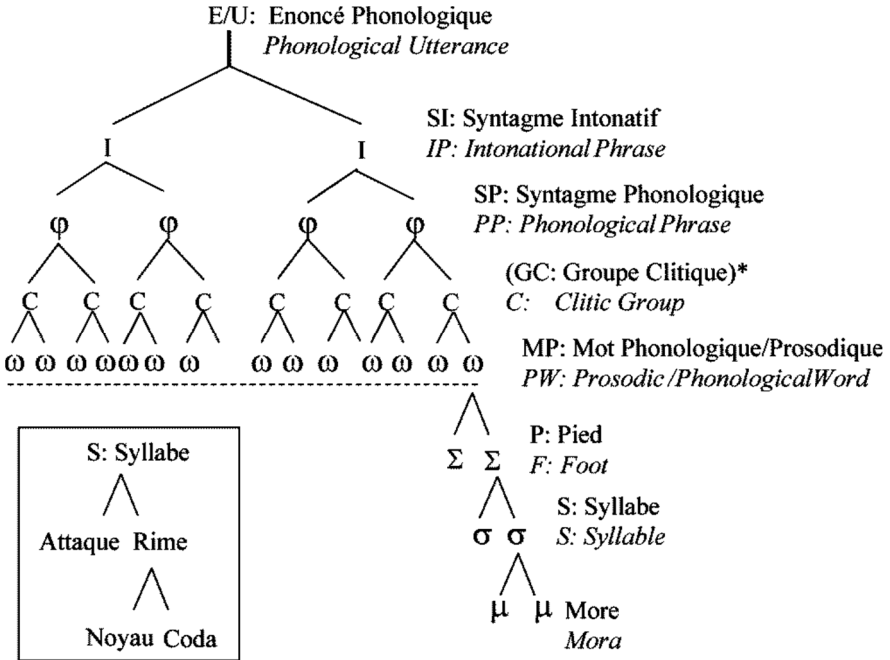 E/U: Enoncé Phonologique
Phonological Utterance
SI: Syntagme Intonatif
I I IP: Intonational Phrase
SP: Syntagme Phonologique
φ φ φ φ PP: Phonological Phrase
(GC: Groupe Clitique)*
C C C C C C C C C: Clitic Group
MP: Mot Phonologique/Prosodique
ω ω ω ω ω ω ω ω ω ω ω ω ω PW: Prosodic/Phonological Word
P: Pied
Σ Σ F: Foot
S: Syllabe
σ σ S: Syllable
μ μ More
Mora
S: Syllabe
Attaque Rime
Noyau Coda